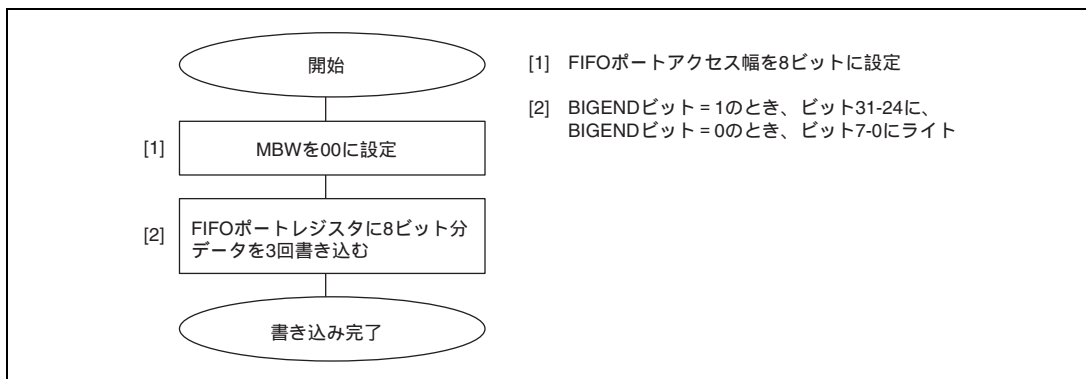 開始
[1] MBWを00に設定
[2] FIFOポートレジスタに8ビット分
データを3回書き込む
書き込み完了
[1] FIFOポートアクセス幅を8ビットに設定
[2] BIGENDビット = 1のとき、ビット31-24に、
BIGENDビット = 0のとき、ビット7-0にライト